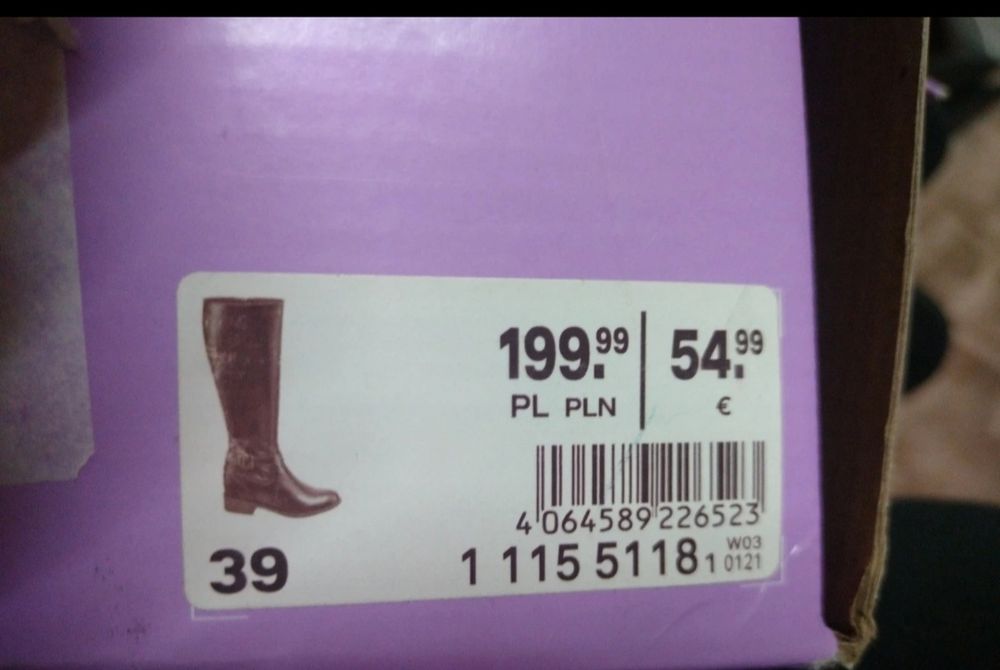 199.99 54.99
PL PLN €
4 064589 226523
39 1 115 5118 1 W03 0121